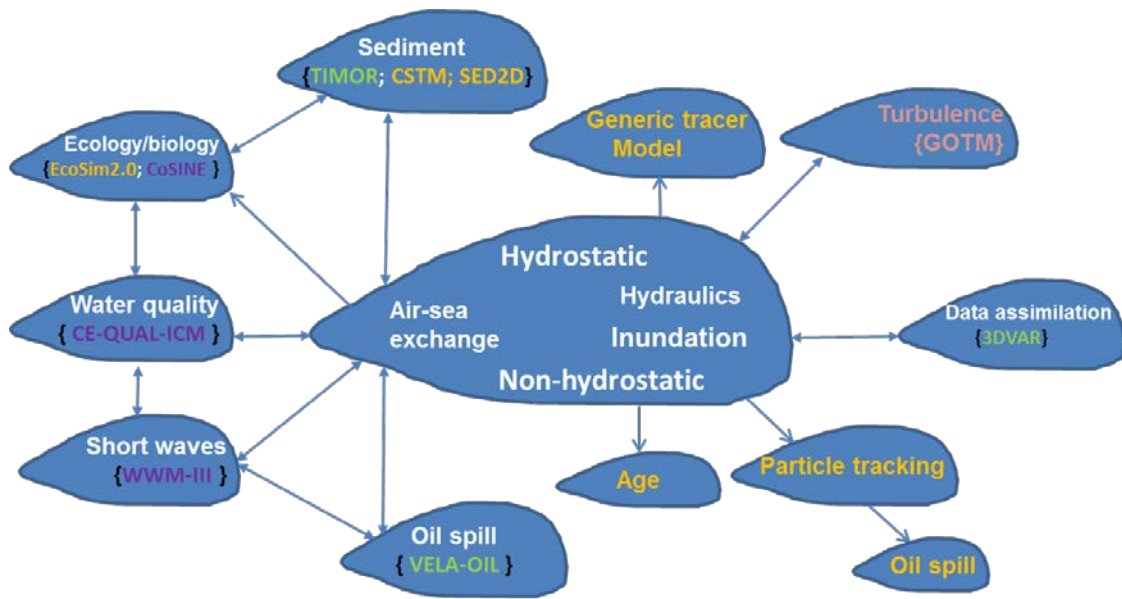 Sediment
{TIMOR; CSTM; SED2D}
Ecology/biology
{EcoSim2.0; CoSINE }
Generic tracer
Model
Turbulence
{GOTM}
Water quality
{ CE-QUAL-ICM }
Air-sea
exchange
Hydrostatic
Hydraulics
Inundation
Non-hydrostatic
Data assimilation
{3DVAR}
Short waves
{WWM-III }
Oil spill
{ VELA-OIL }
Age
Particle tracking
Oil spill